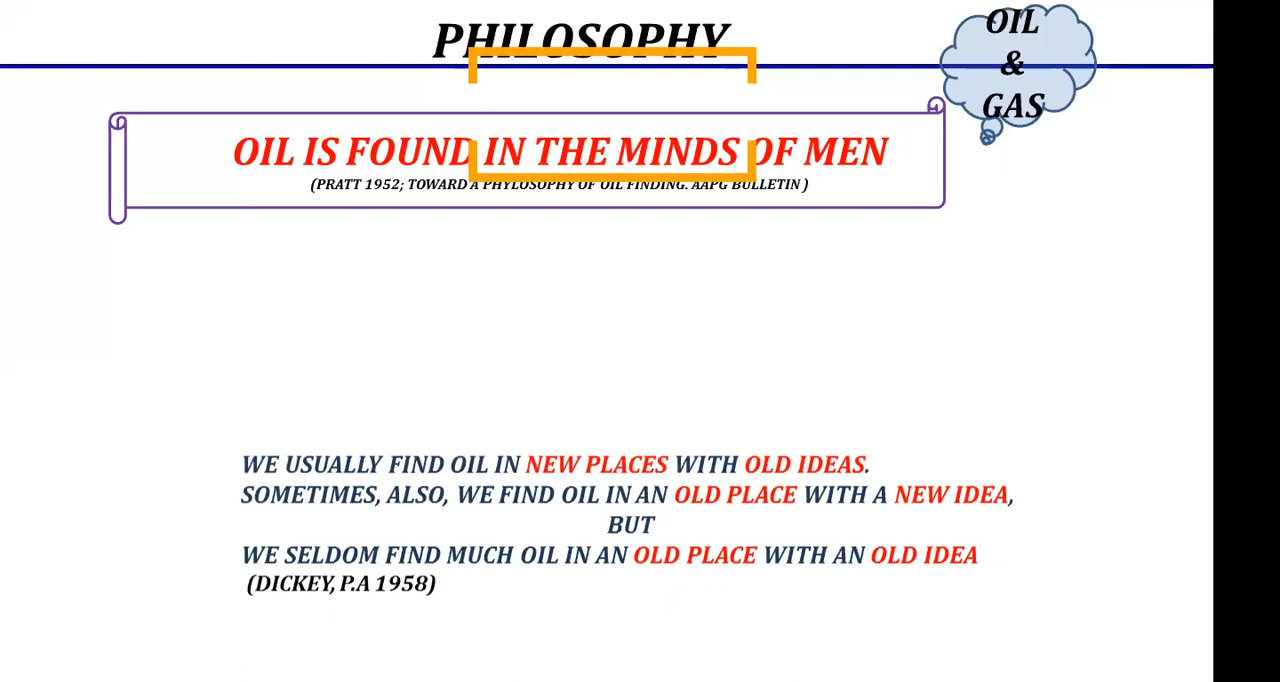 PHILOSOPHY
OIL
&
GAS
OIL IS FOUND IN THE MINDS OF MEN
(PRATT 1952; TOWARD A PHYLOSOPHY OF OIL FINDING. AAPG BULLETIN )
WE USUALLY FIND OIL IN NEW PLACES WITH OLD IDEAS.
SOMETIMES, ALSO, WE FIND OIL IN AN OLD PLACE WITH A NEW IDEA,
BUT
WE SELDOM FIND MUCH OIL IN AN OLD PLACE WITH AN OLD IDEA
(DICKEY, P.A 1958)